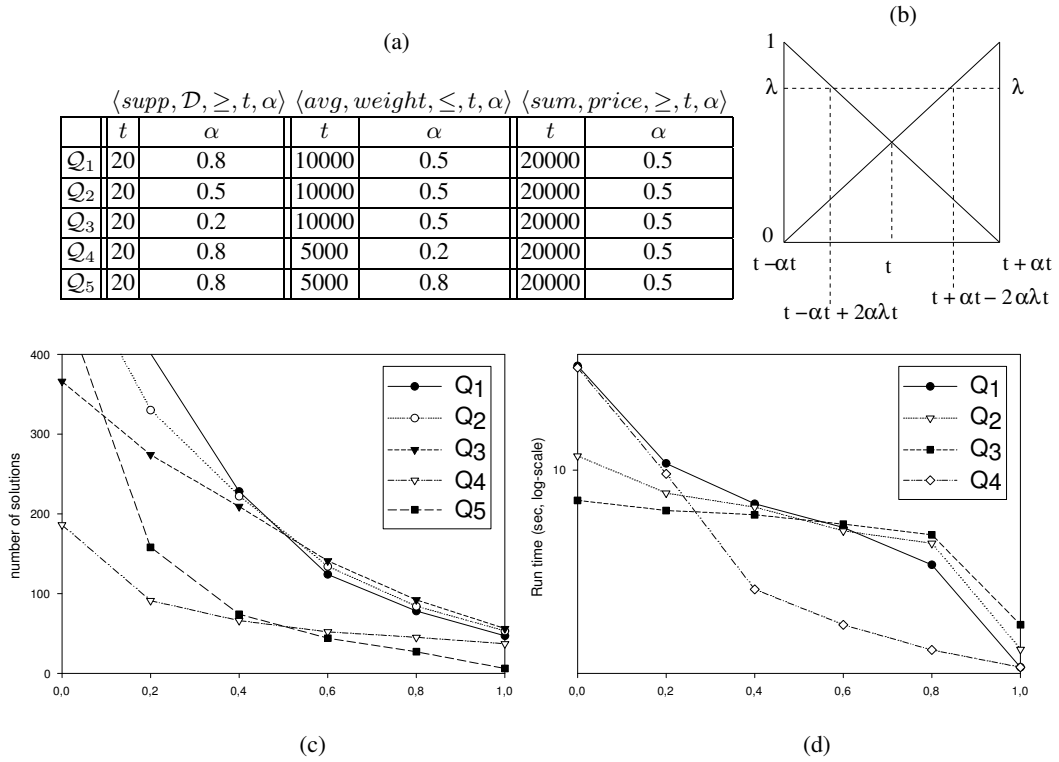 (a)
⟨supp, 𝒟, ≥, t, α⟩ ⟨avg, weight, ≤, t, α⟩ ⟨sum, price, ≥, t, α⟩
t α t α t α
𝒬1 20 0.8 10000 0.5 20000 0.5
𝒬2 20 0.5 10000 0.5 20000 0.5
𝒬3 20 0.2 10000 0.5 20000 0.5
𝒬4 20 0.8 5000 0.2 20000 0.5
𝒬5 20 0.8 5000 0.8 20000 0.5
(b)
1
λ λ
0
t−αt t t+αt
t−αt + 2αλt t+αt− 2αλt
400
300
200
100
0
number of solutions
0,0 0,2 0,4 0,6 0,8 1,0
Q1
Q2
Q3
Q4
Q5
(c)
10
Run time (sec, log-scale)
0,0 0,2 0,4 0,6 0,8 1,0
Q1
Q2
Q3
Q4
(d)